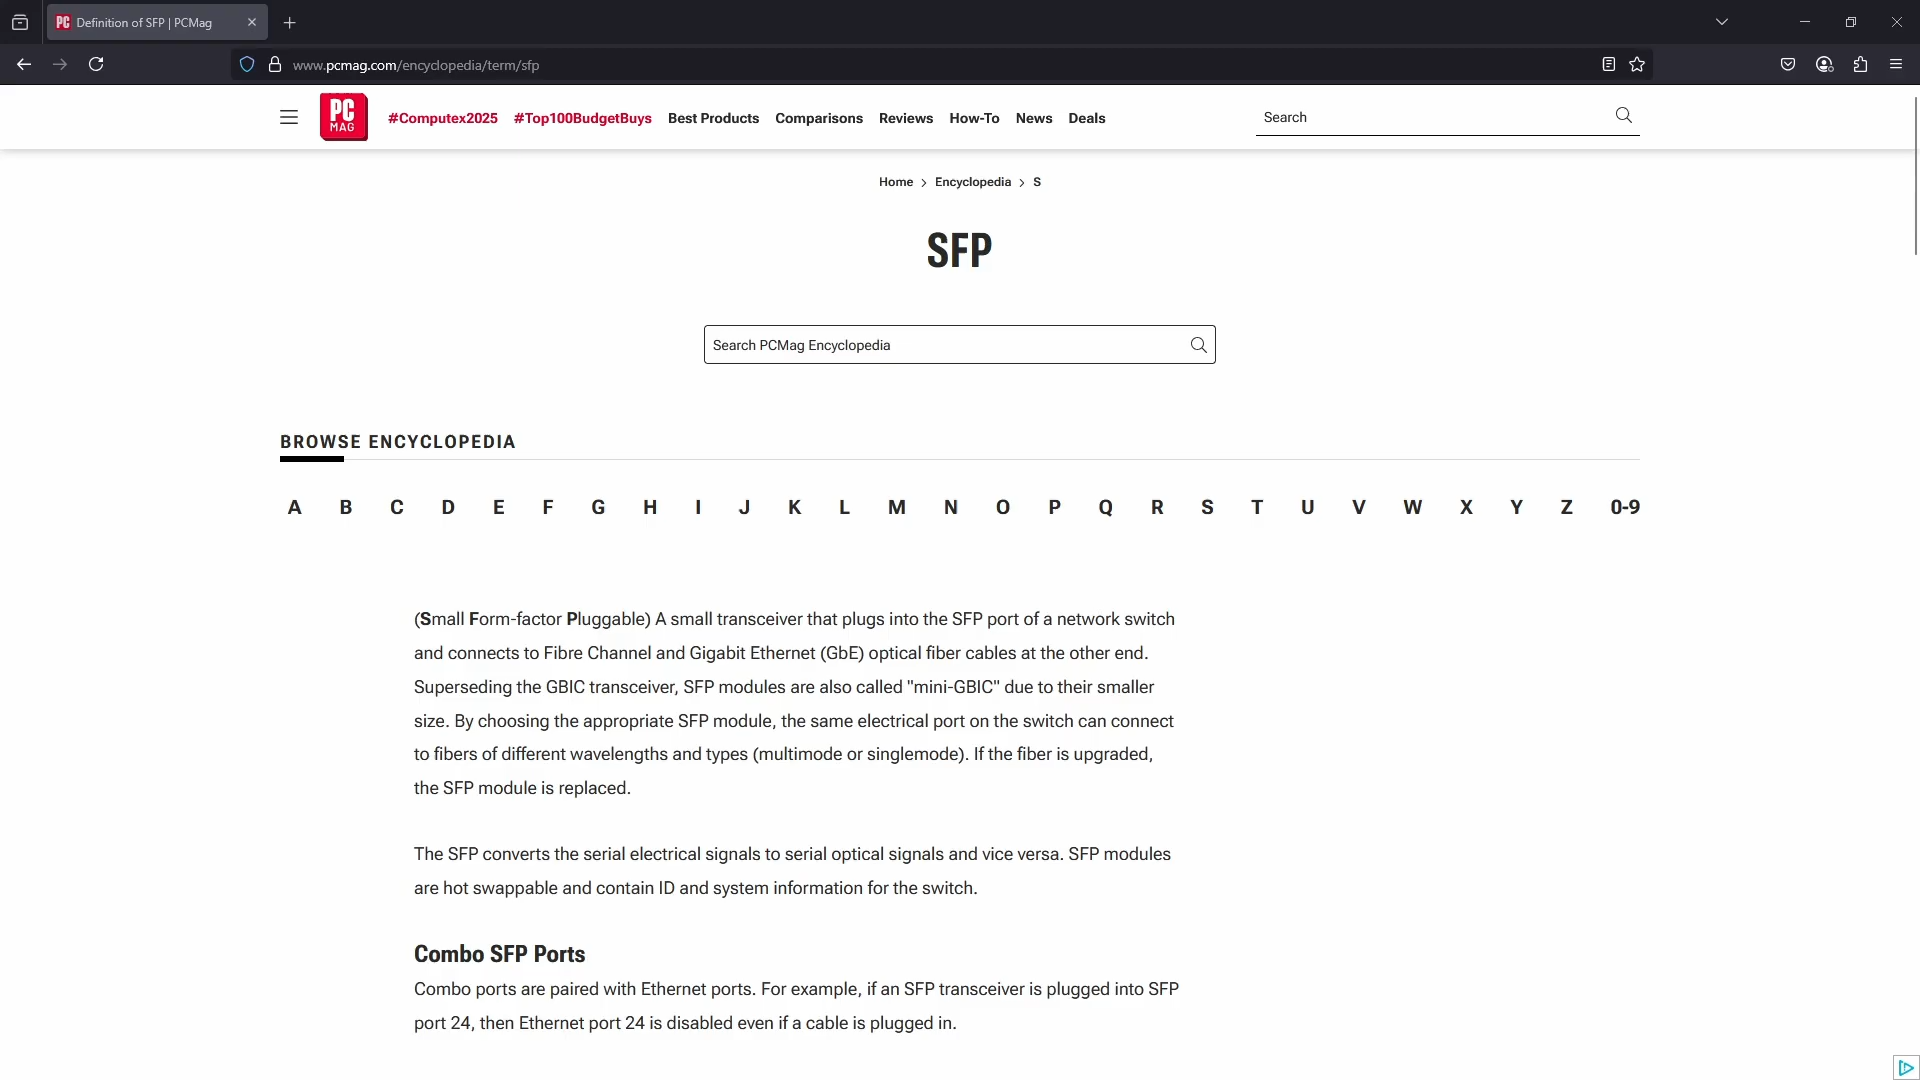 Definition of SFP | PCMag
www.pcmag.com/encyclopedia/term/sfp
PC MAG #Computex2025 #Top100BudgetBuys Best Products Comparisons Reviews How-To News Deals Search
Home > Encyclopedia > S
SFP
Search PCMag Encyclopedia
BROWSE ENCYCLOPEDIA
A B C D E F G H I J K L M N O P Q R S T U V W X Y Z 0-9
(Small Form-factor Pluggable) A small transceiver that plugs into the SFP port of a network switch
and connects to Fibre Channel and Gigabit Ethernet (GbE) optical fiber cables at the other end.
Superseding the GBIC transceiver, SFP modules are also called "mini-GBIC" due to their smaller
size. By choosing the appropriate SFP module, the same electrical port on the switch can connect
to fibers of different wavelengths and types (multimode or singlemode). If the fiber is upgraded,
the SFP module is replaced.
The SFP converts the serial electrical signals to serial optical signals and vice versa. SFP modules
are hot swappable and contain ID and system information for the switch.
Combo SFP Ports
Combo ports are paired with Ethernet ports. For example, if an SFP transceiver is plugged into SFP
port 24, then Ethernet port 24 is disabled even if a cable is plugged in.